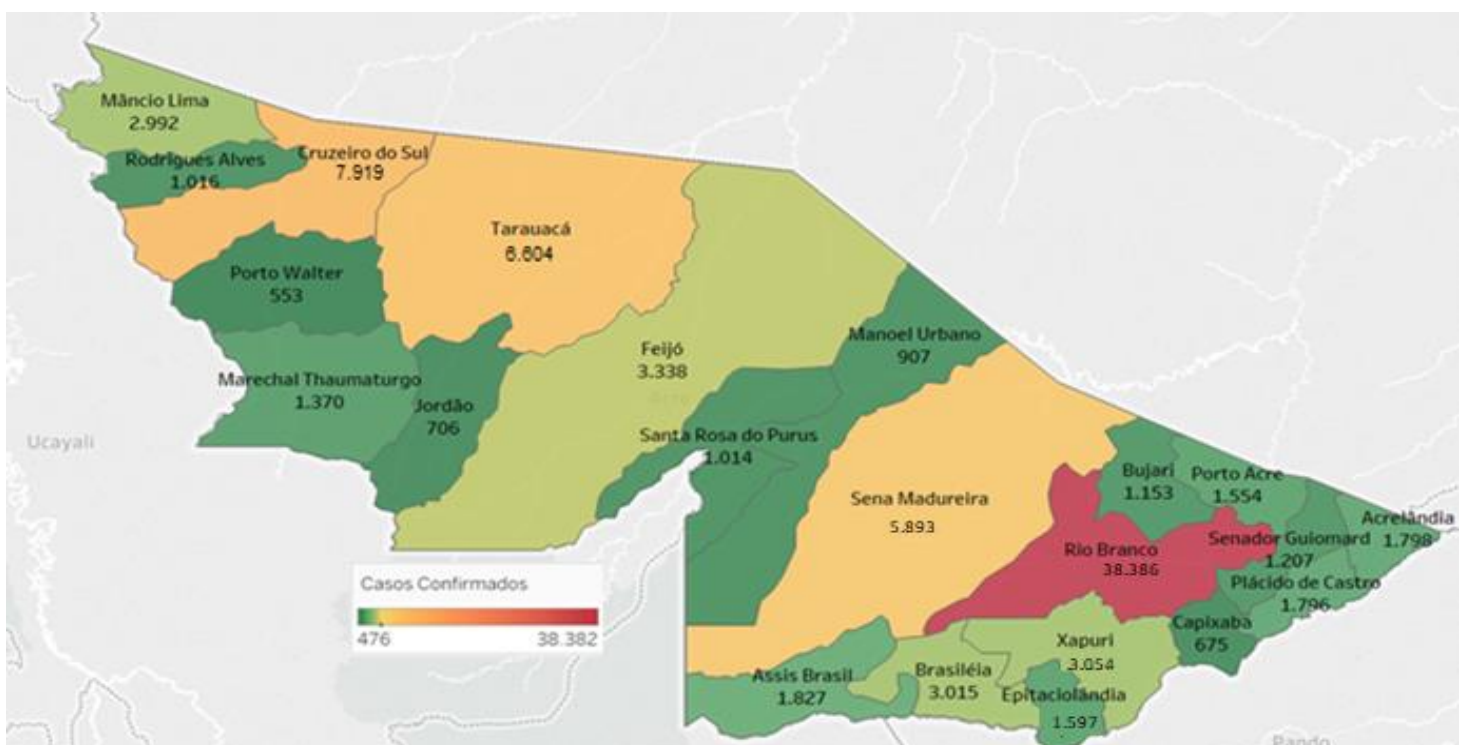 Mâncio Lima
2.992
Rodrigues Alves
1.016
Cruzeiro do Sul
7.919
Tarauacá
6.604
Porto Walter
553
Marechal Thaumaturgo
1.370
Jordão
706
Feijó
3.338
Manoel Urbano
907
Santa Rosa do Purus
1.014
Ucayali
Acre
Sena Madureira
5.893
Bujari
1.153
Porto Acre
1.554
Rio Branco
38.386
Senador Guiomard
1.207
Acrelândia
1.798
Plácido de Castro
1.796
Capixaba
675
Xapuri
3.054
Assis Brasil
1.827
Brasiléia
3.015
Epitaciolândia
1.597
Casos Confirmados
476 38.382
Pando